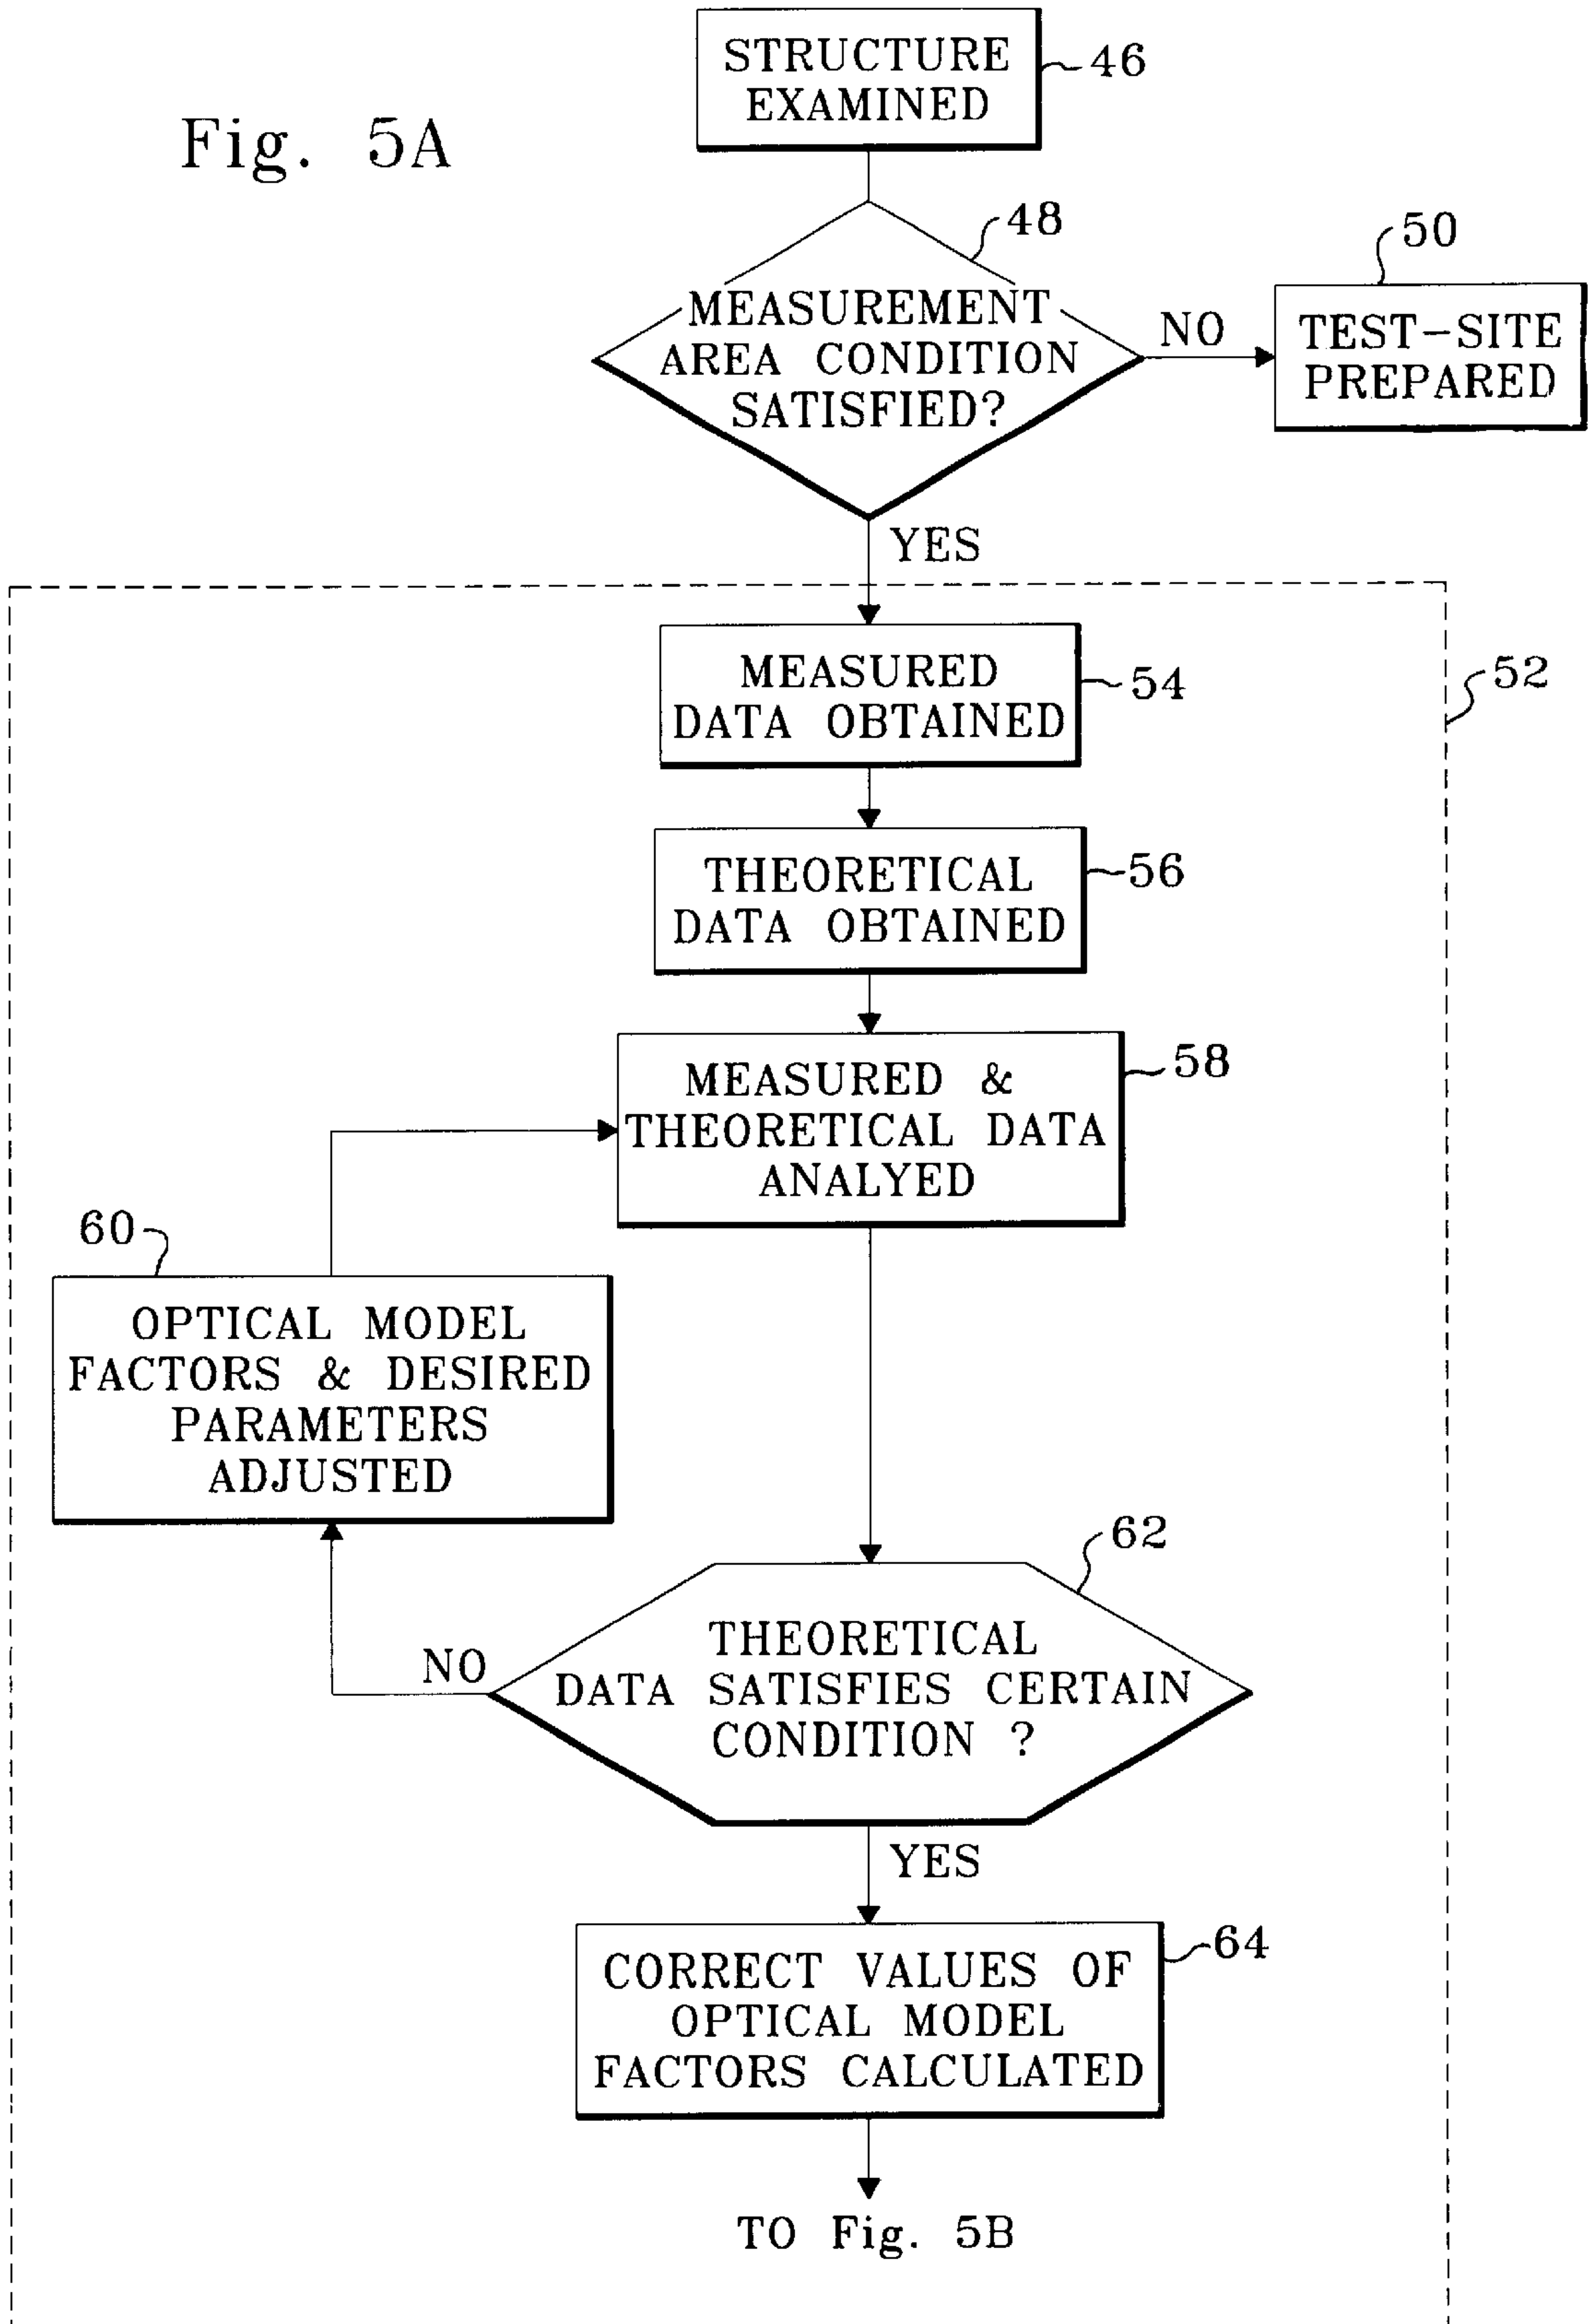 Fig. 5A
STRUCTURE
EXAMINED
46
48
MEASUREMENT
AREA CONDITION
SATISFIED?
NO
50
TEST-SITE
PREPARED
YES
52
MEASURED
DATA OBTAINED
54
THEORETICAL
DATA OBTAINED
56
MEASURED &
THEORETICAL DATA
ANALYED
58
60
OPTICAL MODEL
FACTORS & DESIRED
PARAMETERS
ADJUSTED
62
THEORETICAL
DATA SATISFIES CERTAIN
CONDITION ?
NO
YES
CORRECT VALUES OF
OPTICAL MODEL
FACTORS CALCULATED
64
TO Fig. 5B